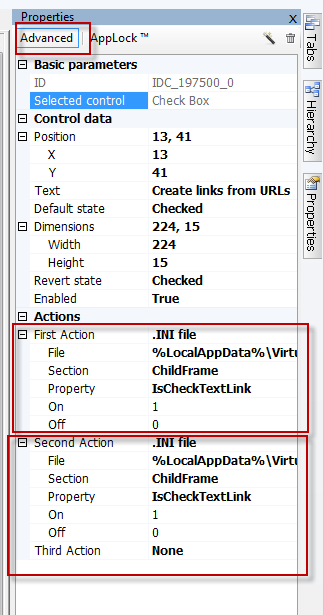 Properties x
Advanced AppLock ™
Basic parameters
ID IDC_197500_0
Selected control Check Box
Control data
Position 13, 41
X 13
Y 41
Text Create links from URLs
Default state Checked
Dimensions 224, 15
Width 224
Height 15
Revert state Checked
Enabled True
Actions
First Action .INI file
File %LocalAppData%\Virtu
Section ChildFrame
Property IsCheckTextLink
On 1
Off 0
Second Action .INI file
File %LocalAppData%\Virtu
Section ChildFrame
Property IsCheckTextLink
On 1
Off 0
Third Action None
Tabs
Hierarchy
Properties